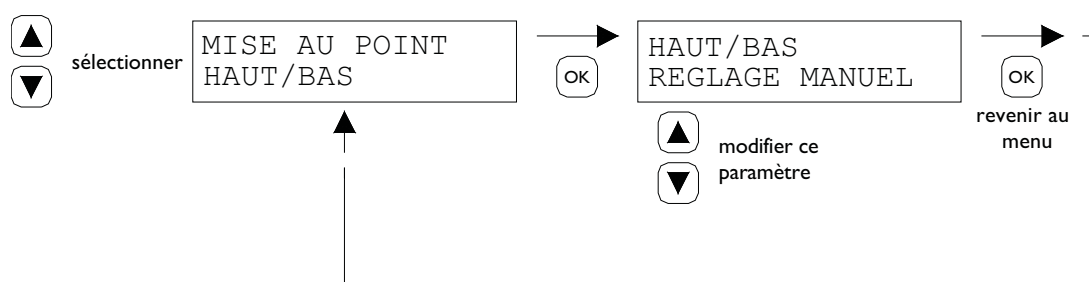 sélectionner
MISE AU POINT
HAUT/BAS
OK
HAUT/BAS
REGLAGE MANUEL
OK
revenir au
menu
modifier ce
paramètre